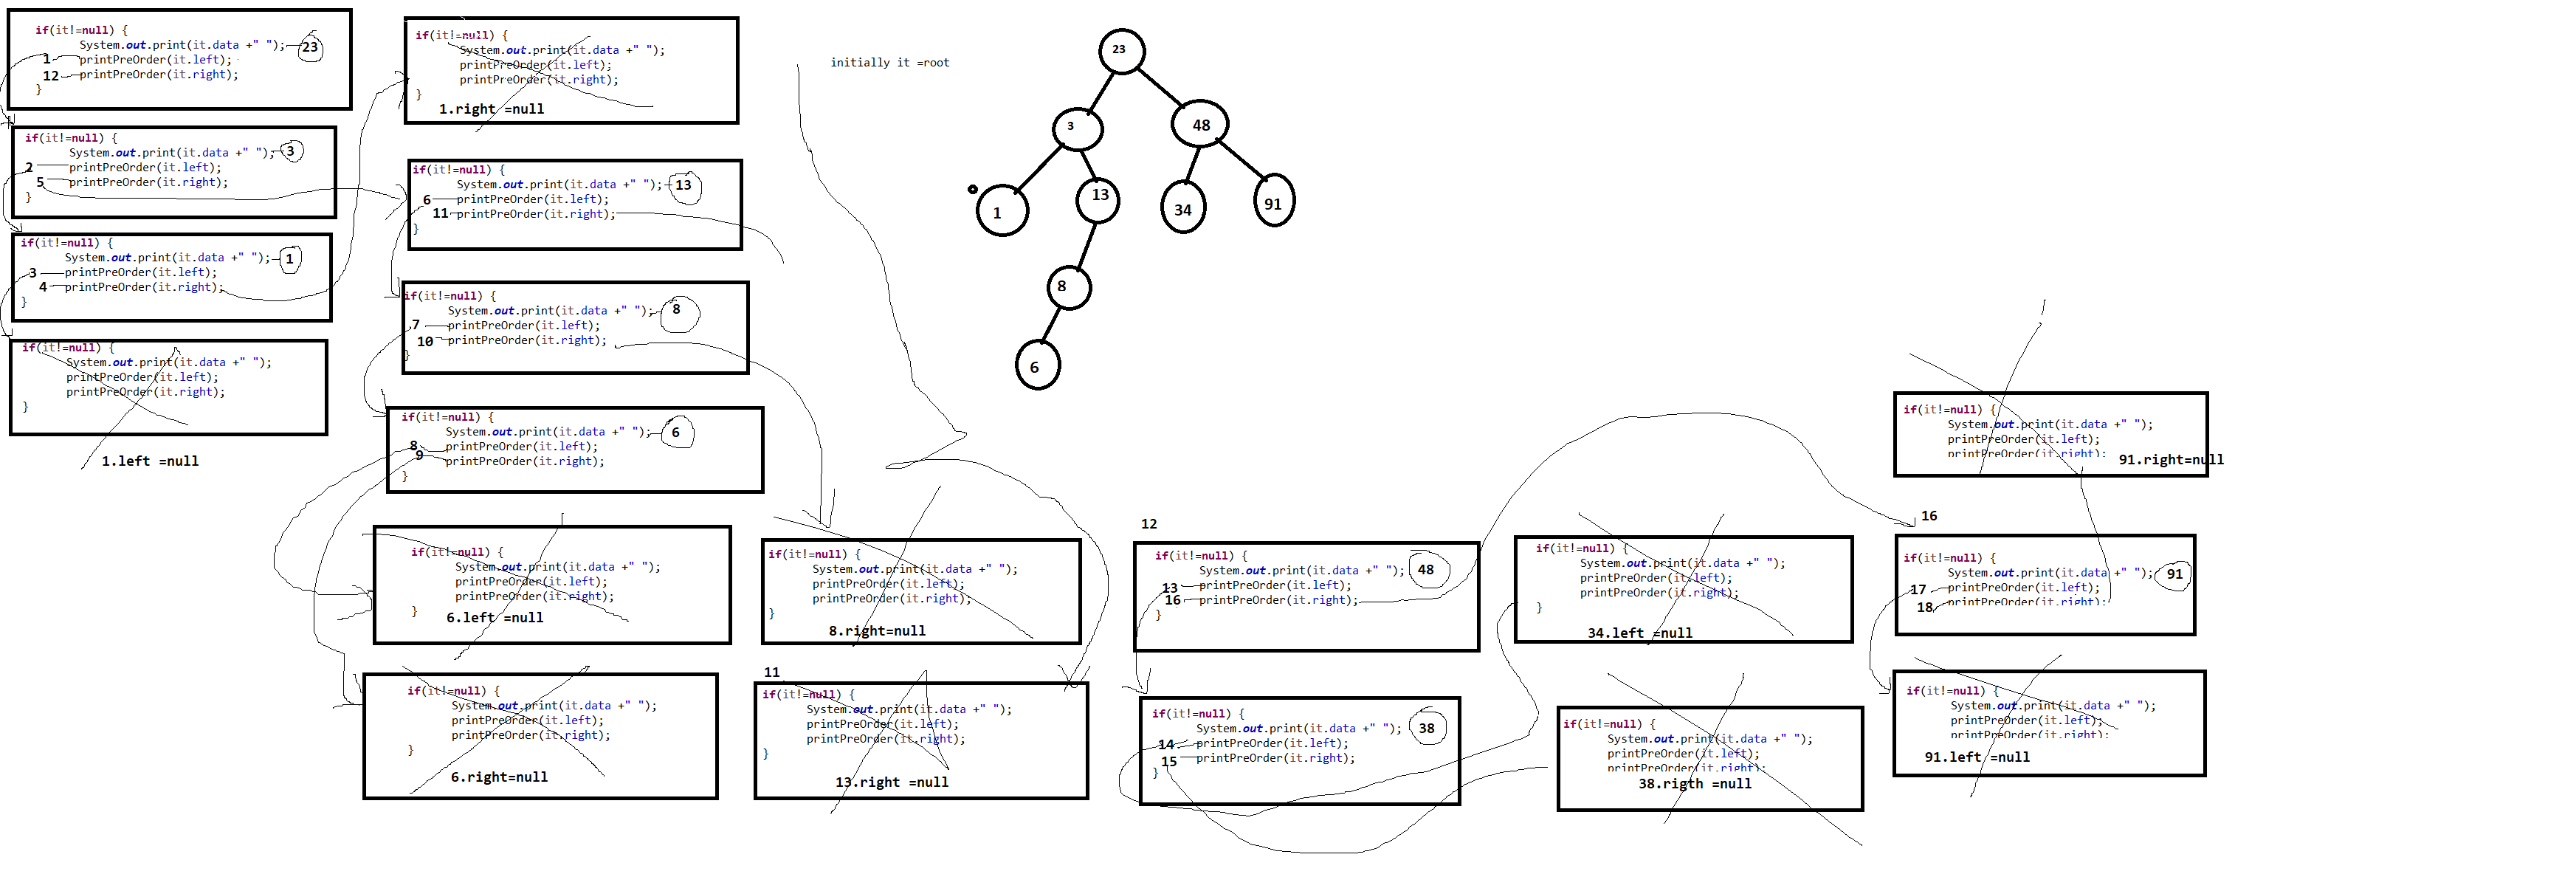 if(it!=null) {
System.out.print(it.data +" "); 23
1 printPreOrder(it.left);
12 printPreOrder(it.right);
}
if(it!=null) {
System.out.print(it.data +" "); 3
2 printPreOrder(it.left);
5 printPreOrder(it.right);
}
if(it!=null) {
System.out.print(it.data +" "); 1
3 printPreOrder(it.left);
4 printPreOrder(it.right);
}
if(it!=null) {
System.out.print(it.data +" ");
printPreOrder(it.left);
printPreOrder(it.right);
}
1.left =null
if(it!=null) {
System.out.print(it.data +" ");
printPreOrder(it.left);
printPreOrder(it.right);
}
1.right =null
if(it!=null) {
System.out.print(it.data +" "); 13
6 printPreOrder(it.left);
11 printPreOrder(it.right);
}
if(it!=null) {
System.out.print(it.data +" "); 8
7 printPreOrder(it.left);
10 printPreOrder(it.right);
}
if(it!=null) {
System.out.print(it.data +" "); 6
8 printPreOrder(it.left);
9 printPreOrder(it.right);
}
if(it!=null) {
System.out.print(it.data +" ");
printPreOrder(it.left);
printPreOrder(it.right);
}
6.left =null
if(it!=null) {
System.out.print(it.data +" ");
printPreOrder(it.left);
printPreOrder(it.right);
}
6.right=null
initially it =root
23
3 48
1 13 34 91
8
6
if(it!=null) {
System.out.print(it.data +" ");
printPreOrder(it.left);
printPreOrder(it.right);
}
8.right=null
11
if(it!=null) {
System.out.print(it.data +" ");
printPreOrder(it.left);
printPreOrder(it.right);
}
13.right =null
12
if(it!=null) {
System.out.print(it.data +" "); 48
13 printPreOrder(it.left);
16 printPreOrder(it.right);
}
if(it!=null) {
System.out.print(it.data +" "); 38
14 printPreOrder(it.left);
15 printPreOrder(it.right);
}
if(it!=null) {
System.out.print(it.data +" ");
printPreOrder(it.left);
printPreOrder(it.right);
}
34.left =null
if(it!=null) {
System.out.print(it.data +" ");
printPreOrder(it.left);
printPreOrder(it.right);
38.rigth =null
if(it!=null) {
System.out.print(it.data +" ");
printPreOrder(it.left);
printPreOrder(it.right);
91.right=null
16
if(it!=null) {
System.out.print(it.data +" "); 91
17 printPreOrder(it.left);
18 printPreOrder(it.right);
if(it!=null) {
System.out.print(it.data +" ");
printPreOrder(it.left);
printPreOrder(it.right);
91.left =null